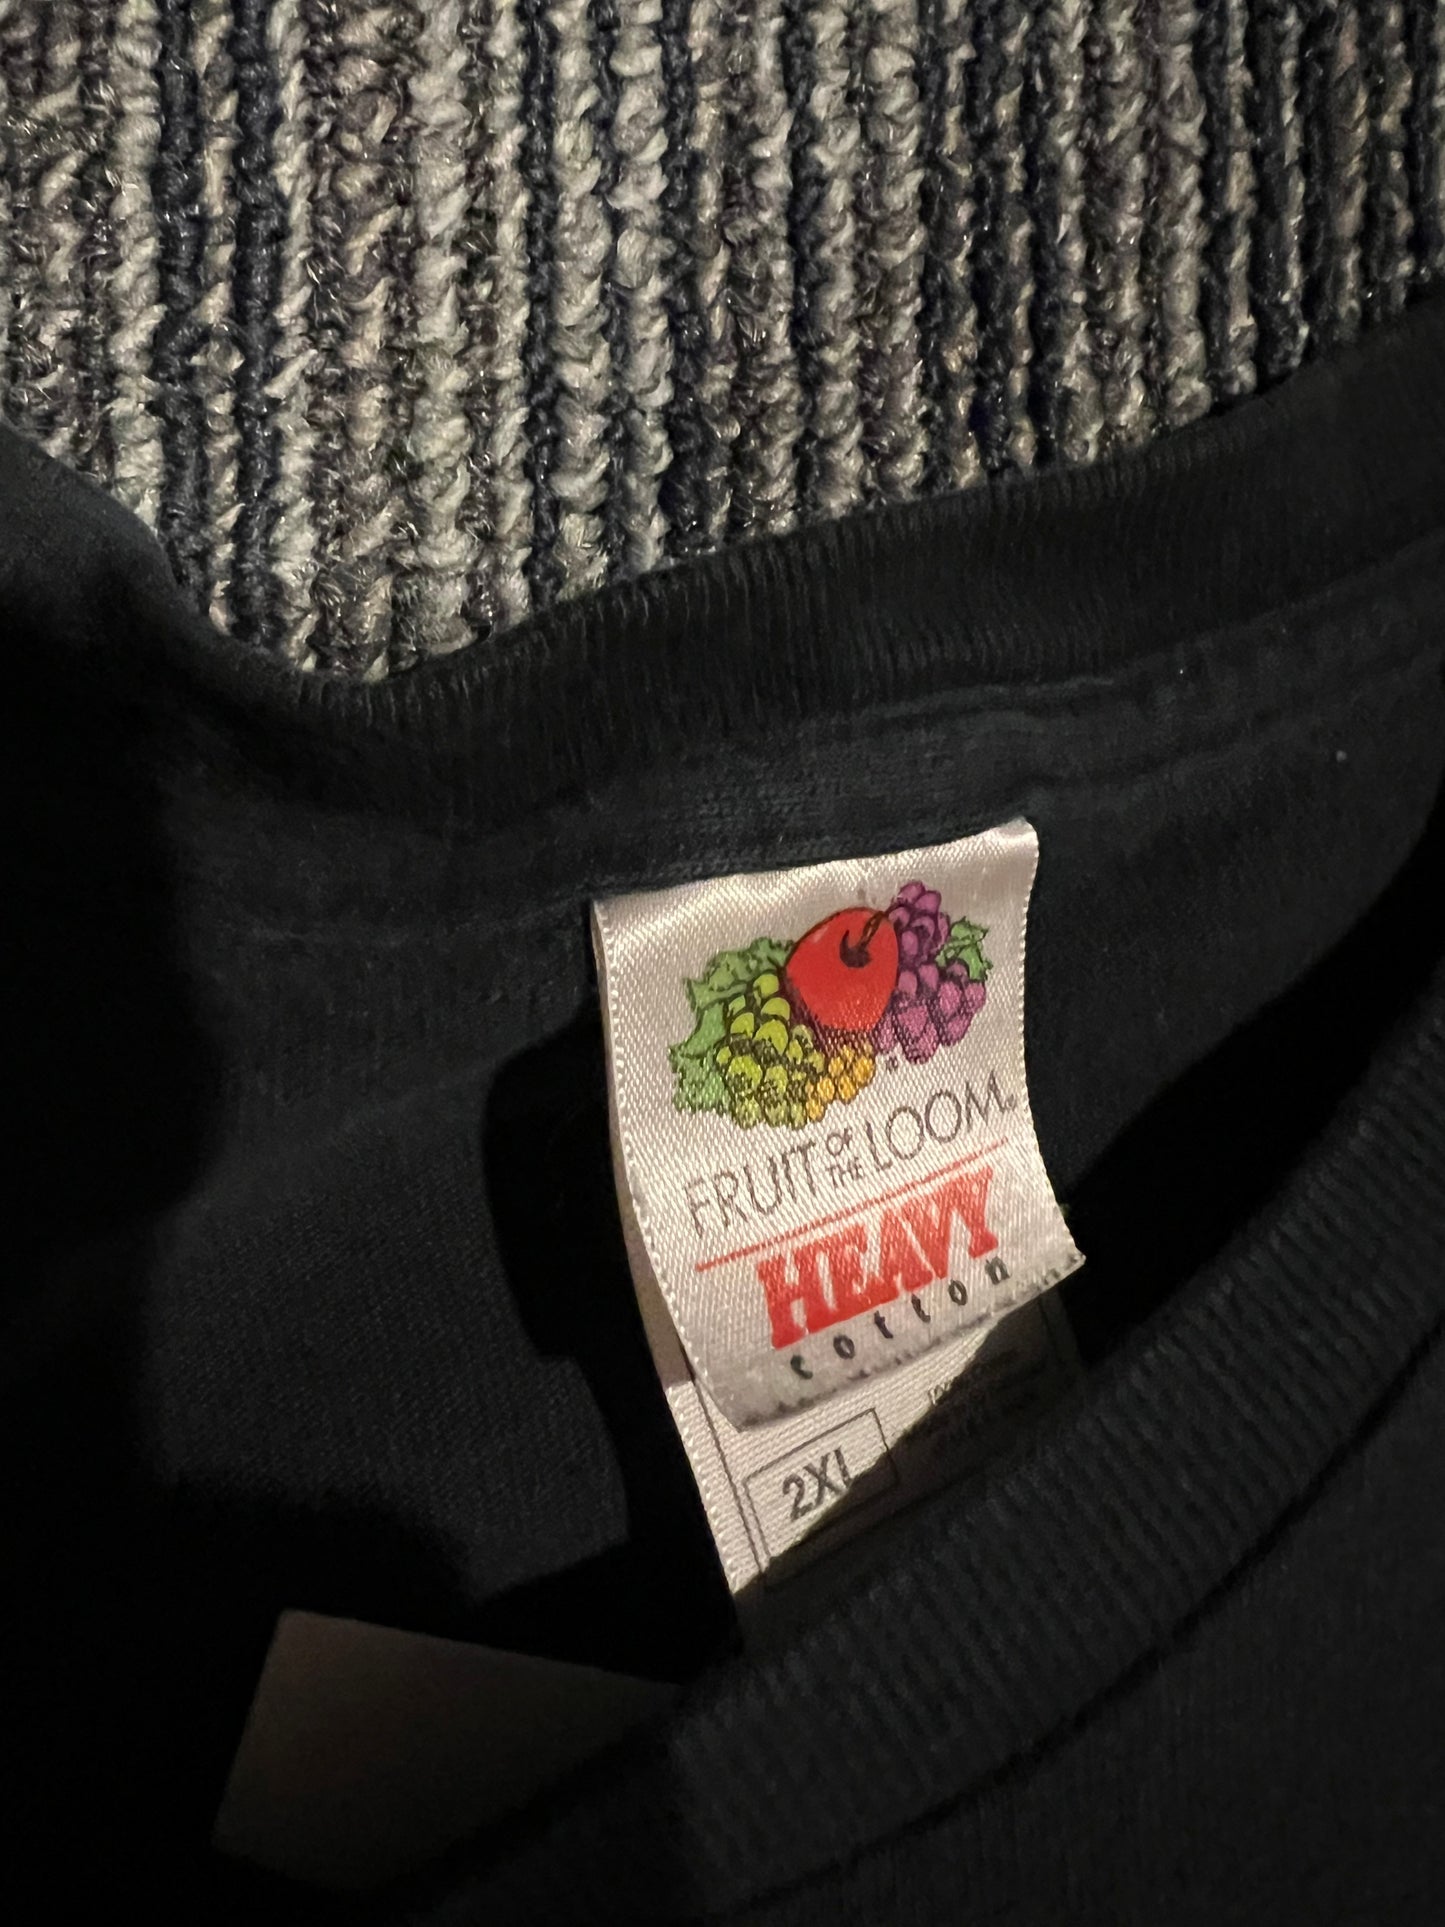 FRUIT OF THE LOOM®
HEAVY
cotton
2XL